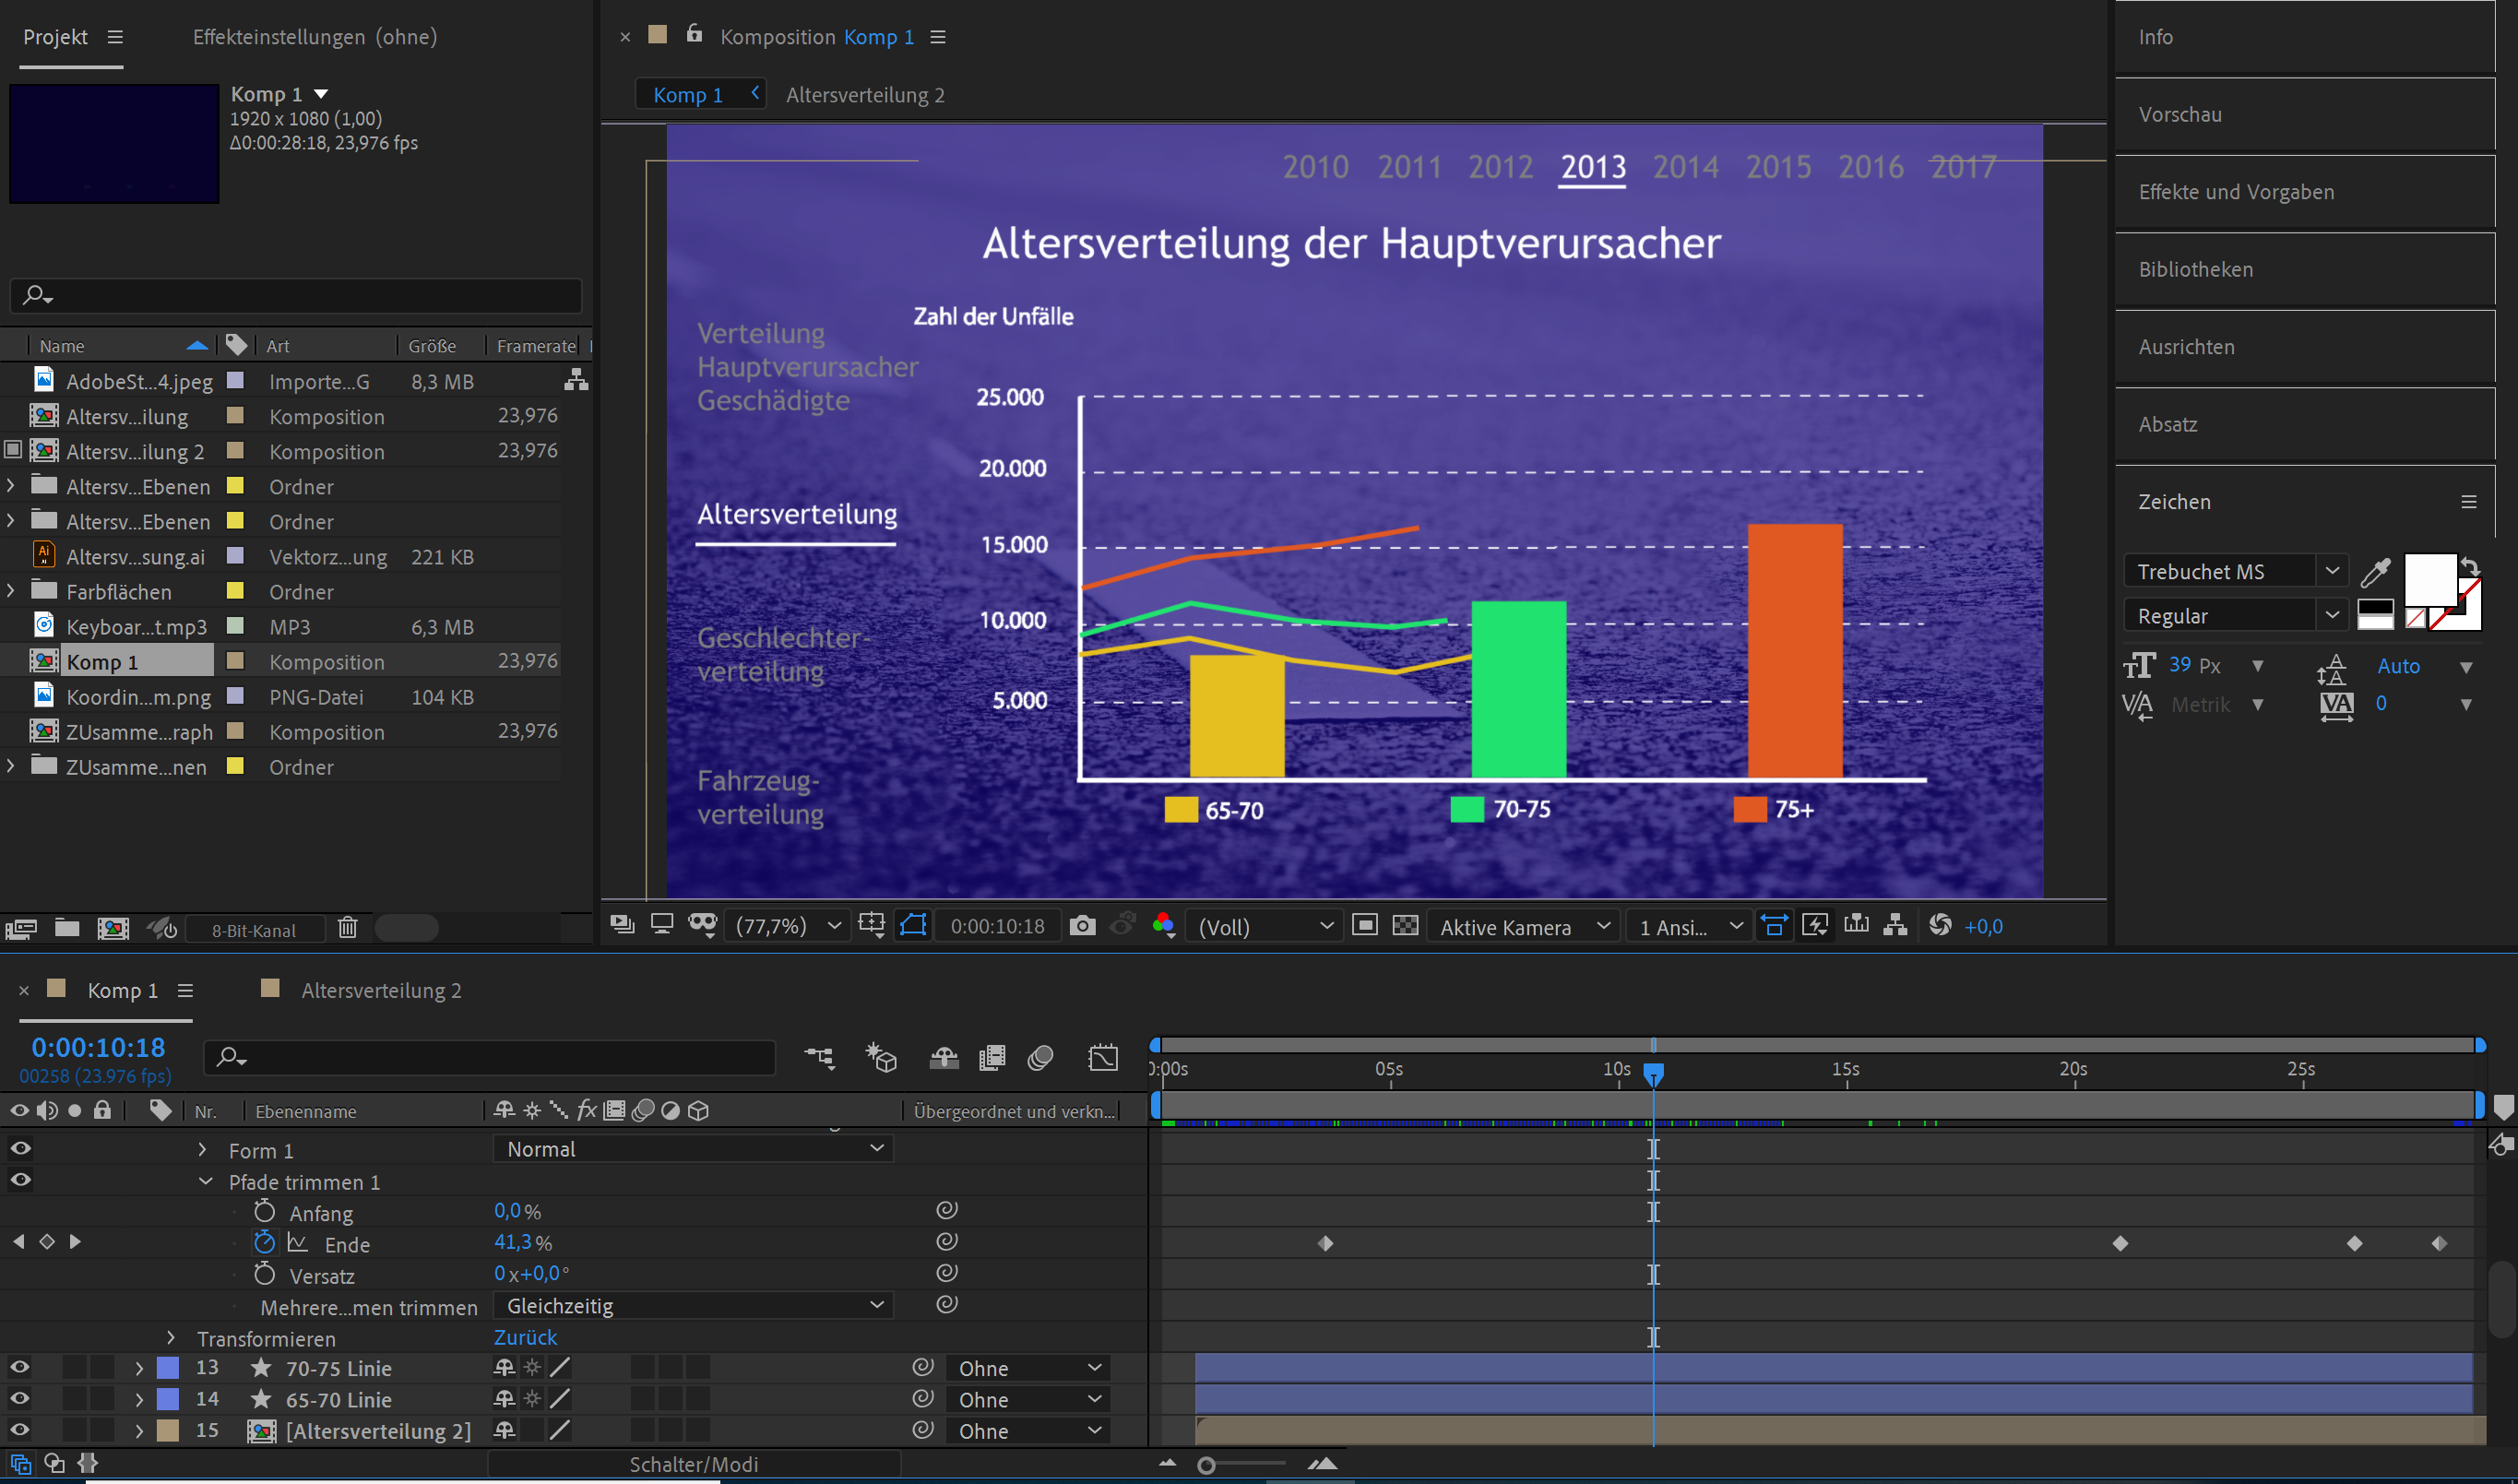 Projekt
Effekteinstellungen (ohne)
Komp 1
1920 x 1080 (1,00)
Δ0:00:28:18, 23,976 fps
Name Art Größe Framerate
AdobeSt...4.jpeg Importe...G 8,3 MB
Altersv...ilung Komposition 23,976
Altersv...ilung 2 Komposition 23,976
Altersv...Ebenen Ordner
Altersv...Ebenen Ordner
Altersv...sung.ai Vektorz...ung 221 KB
Farbflächen Ordner
Keyboar...t.mp3 MP3 6,3 MB
Komp 1 Komposition 23,976
Koordin...m.png PNG-Datei 104 KB
ZUsamme...raph Komposition 23,976
ZUsamme...nen Ordner
8-Bit-Kanal
Komposition Komp 1
Komp 1 Altersverteilung 2
2010 2011 2012 2013 2014 2015 2016 2017
Altersverteilung der Hauptverursacher
Zahl der Unfälle
Verteilung
Hauptverursacher
Geschädigte
Altersverteilung
Geschlechter-
verteilung
Fahrzeug-
verteilung
25.000
20.000
15.000
10.000
5.000
65-70 70-75 75+
(77,7%) 0:00:10:18 (Voll) Aktive Kamera 1 Ansi... +0,0
Info
Vorschau
Effekte und Vorgaben
Bibliotheken
Ausrichten
Absatz
Zeichen
Trebuchet MS
Regular
39 Px Auto
Metrik 0
Komp 1 Altersverteilung 2
0:00:10:18
00258 (23.976 fps)
0:00s 05s 10s 15s 20s 25s
Nr. Ebenenname Übergeordnet und verkn...
Form 1 Normal
Pfade trimmen 1
Anfang 0,0 %
Ende 41,3 %
Versatz 0 x+0,0°
Mehrere...men trimmen Gleichzeitig
Transformieren Zurück
13 70-75 Linie Ohne
14 65-70 Linie Ohne
15 [Altersverteilung 2] Ohne
Schalter/Modi